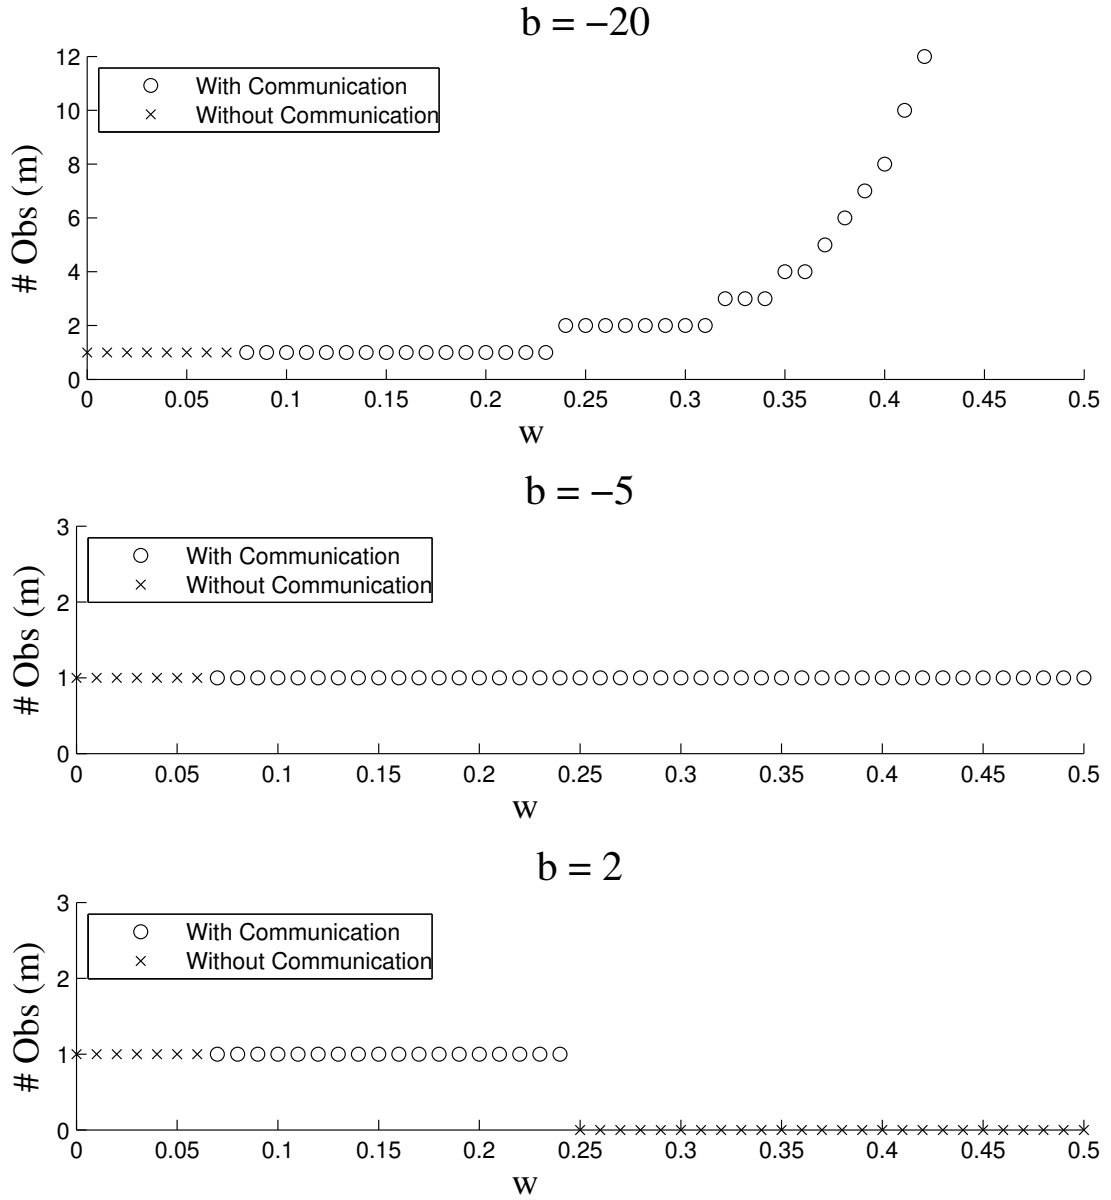 b = −20
12
10
8
6
4
2
0
# Obs (m)
With Communication
Without Communication
0 0.05 0.1 0.15 0.2 0.25 0.3 0.35 0.4 0.45 0.5
w
b = −5
3
2
1
0
# Obs (m)
With Communication
Without Communication
0 0.05 0.1 0.15 0.2 0.25 0.3 0.35 0.4 0.45 0.5
w
b = 2
3
2
1
0
# Obs (m)
With Communication
Without Communication
0 0.05 0.1 0.15 0.2 0.25 0.3 0.35 0.4 0.45 0.5
w